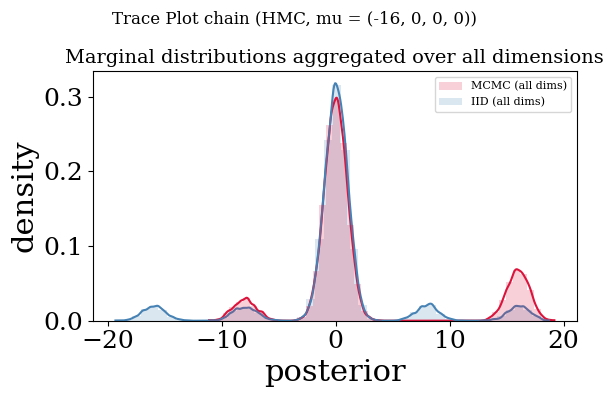 Trace Plot chain (HMC, mu = (-16, 0, 0, 0))
Marginal distributions aggregated over all dimensions
MCMC (all dims)
IID (all dims)
density
0.3
0.2
0.1
0.0
−20
−10
0
10
20
posterior